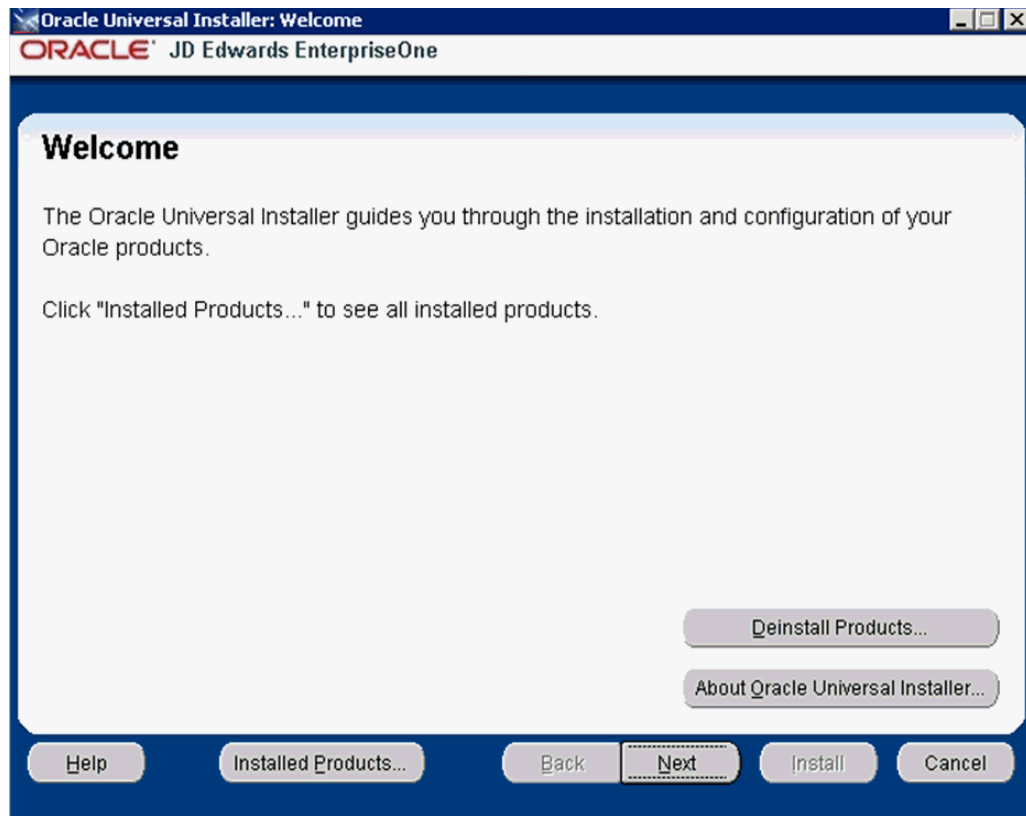 Oracle Universal Installer: Welcome
ORACLE JD Edwards EnterpriseOne
Welcome
The Oracle Universal Installer guides you through the installation and configuration of your
Oracle products.
Click "Installed Products..." to see all installed products.
Deinstall Products...
About Oracle Universal Installer...
Help Installed Products... Back Next Install Cancel